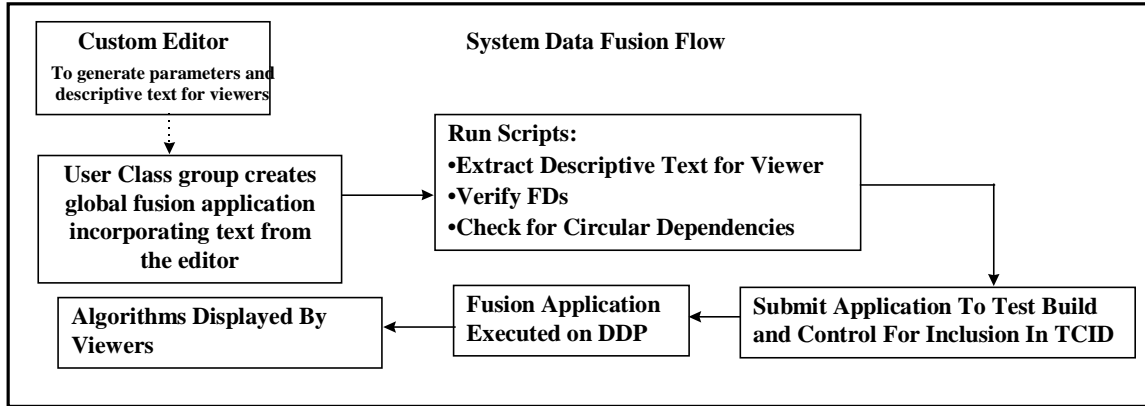 System Data Fusion Flow
Custom Editor
To generate parameters and
descriptive text for viewers
User Class group creates
global fusion application
incorporating text from
the editor
Run Scripts:
•Extract Descriptive Text for Viewer
•Verify FDs
•Check for Circular Dependencies
Submit Application To Test Build
and Control For Inclusion In TCID
Fusion Application
Executed on DDP
Algorithms Displayed By
Viewers